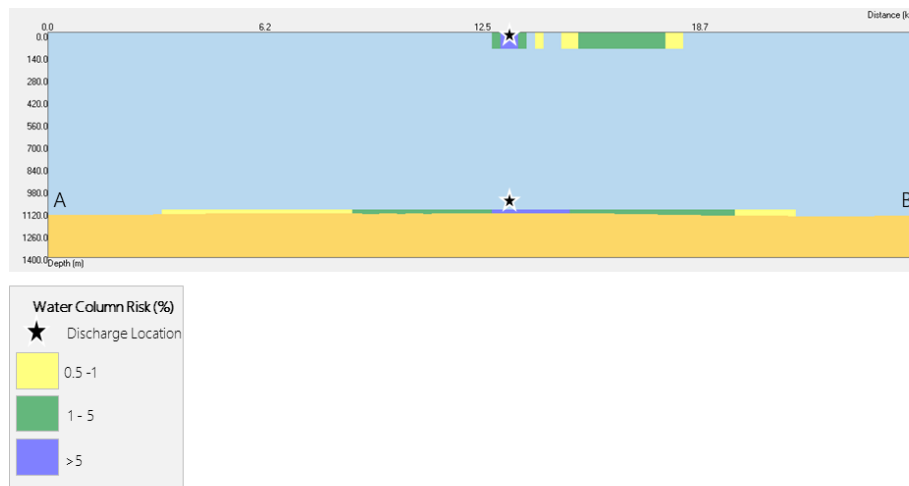 Distance (k
0.0 6.2 12.5 18.7
0.0
140.0
280.0
420.0
560.0
700.0
840.0
980.0
A B
1120.0
1260.0
1400.0
Depth (m)
Water Column Risk (%)
Discharge Location
0.5 -1
1 - 5
>5